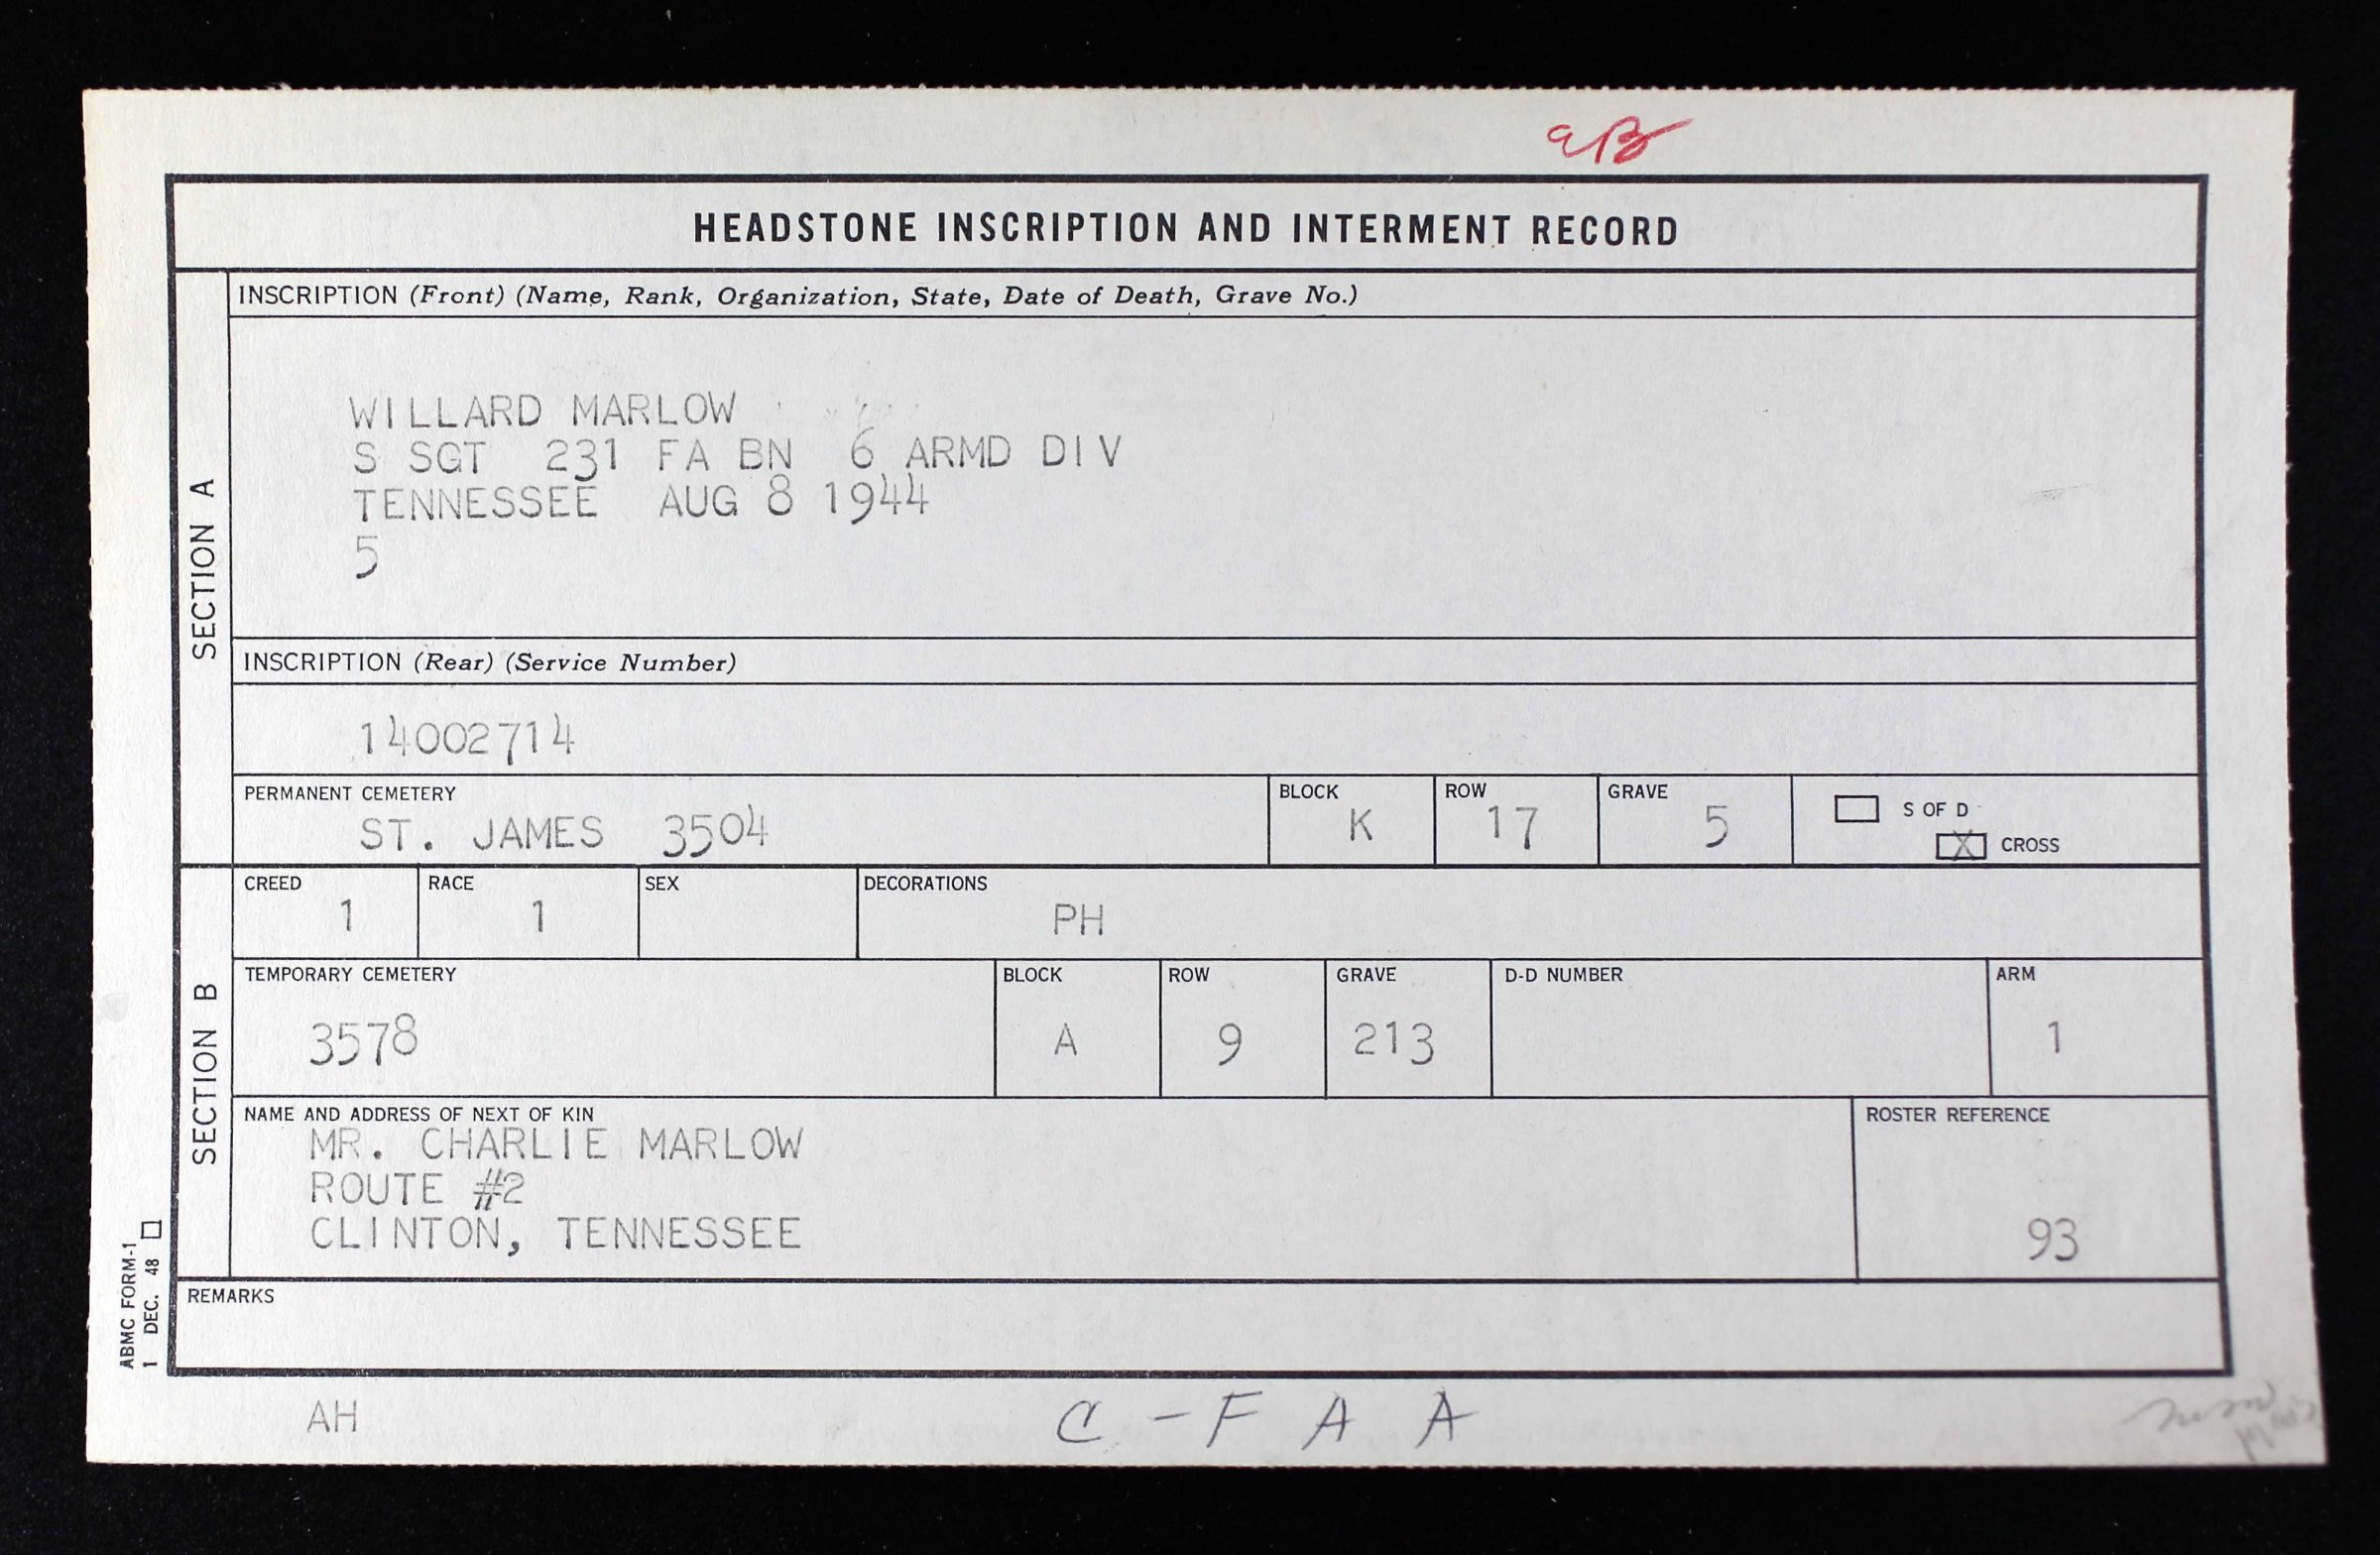 HEADSTONE INSCRIPTION AND INTERMENT RECORD
SECTION A
INSCRIPTION (Front) (Name, Rank, Organization, State, Date of Death, Grave No.)
WILLARD MARLOW
S SGT 231 FA BN 6 ARMD DIV
TENNESSEE AUG 8 1944
5
INSCRIPTION (Rear) (Service Number)
14002714
PERMANENT CEMETERY BLOCK ROW GRAVE
ST. JAMES 3504 K 17 5
S OF D
X CROSS
SECTION B
CREED RACE SEX DECORATIONS
1 1 PH
TEMPORARY CEMETERY BLOCK ROW GRAVE D-D NUMBER ARM
3578 A 9 213 1
NAME AND ADDRESS OF NEXT OF KIN ROSTER REFERENCE
MR. CHARLIE MARLOW
ROUTE #2
CLINTON, TENNESSEE 93
REMARKS
ABMC FORM-1
1 DEC. 48
AH C - F A A